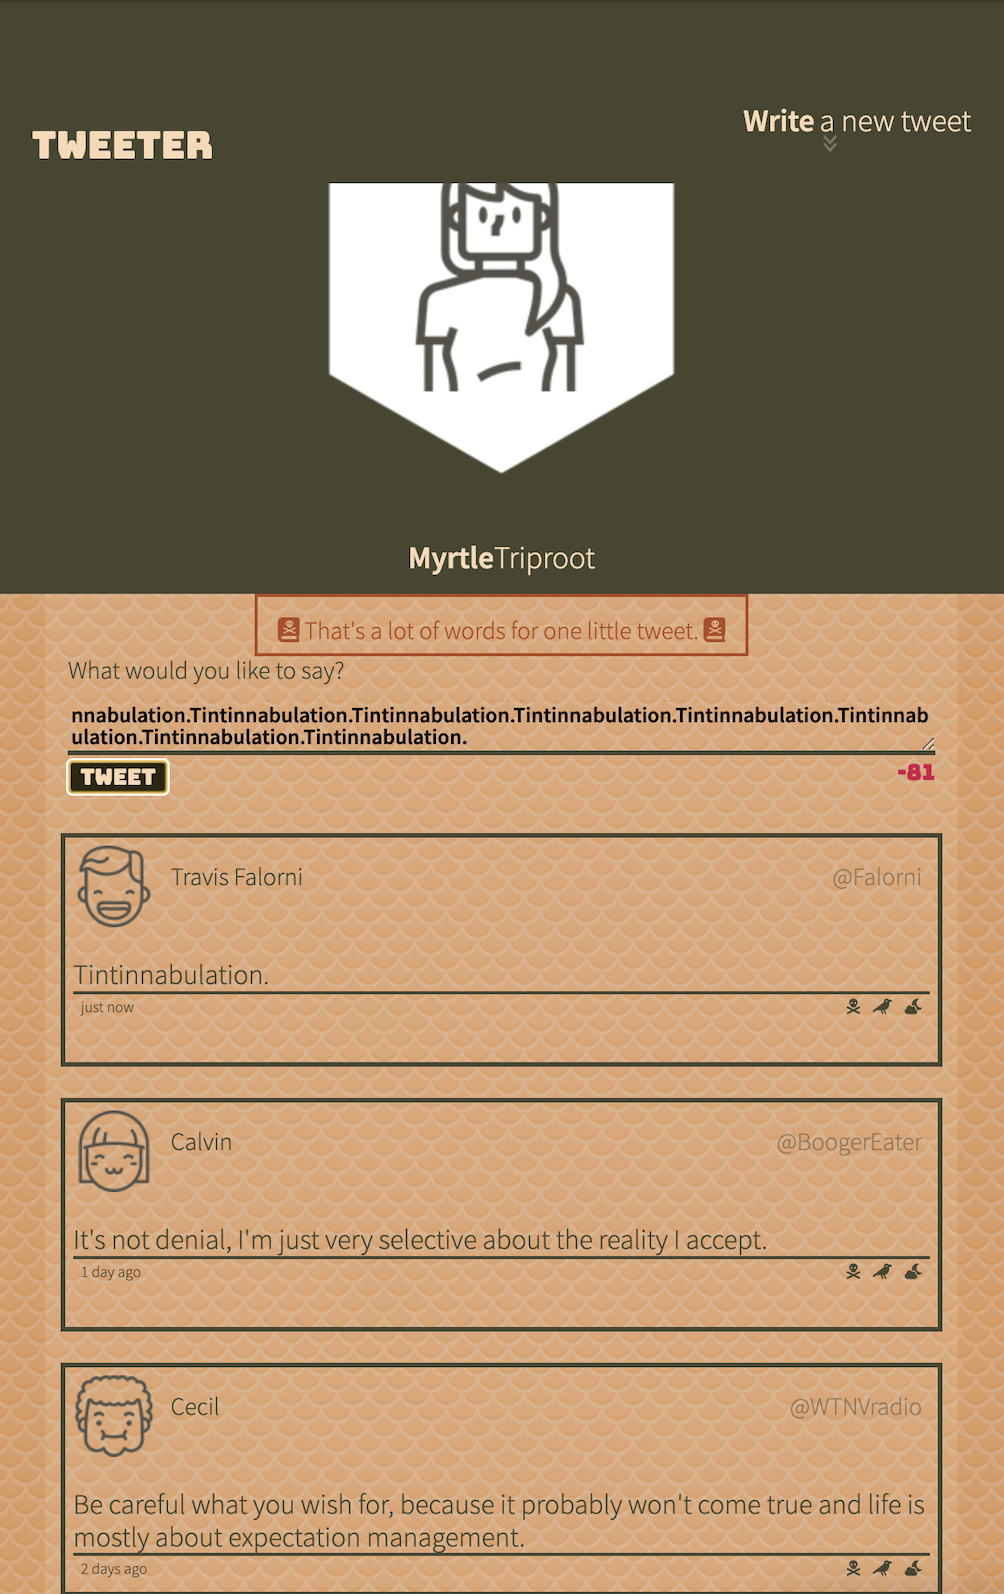 TWEETER
Write a new tweet
MyrtleTriproot
That's a lot of words for one little tweet.
What would you like to say?
nnabulation.Tintinnabulation.Tintinnabulation.Tintinnabulation.Tintinnabulation.Tintinnab
ulation.Tintinnabulation.Tintinnabulation.
TWEET
-81
Travis Falorni
@Falorni
Tintinnabulation.
just now
Calvin
@BoogerEater
It's not denial, I'm just very selective about the reality I accept.
1 day ago
Cecil
@WTNVradio
Be careful what you wish for, because it probably won't come true and life is
mostly about expectation management.
2 days ago